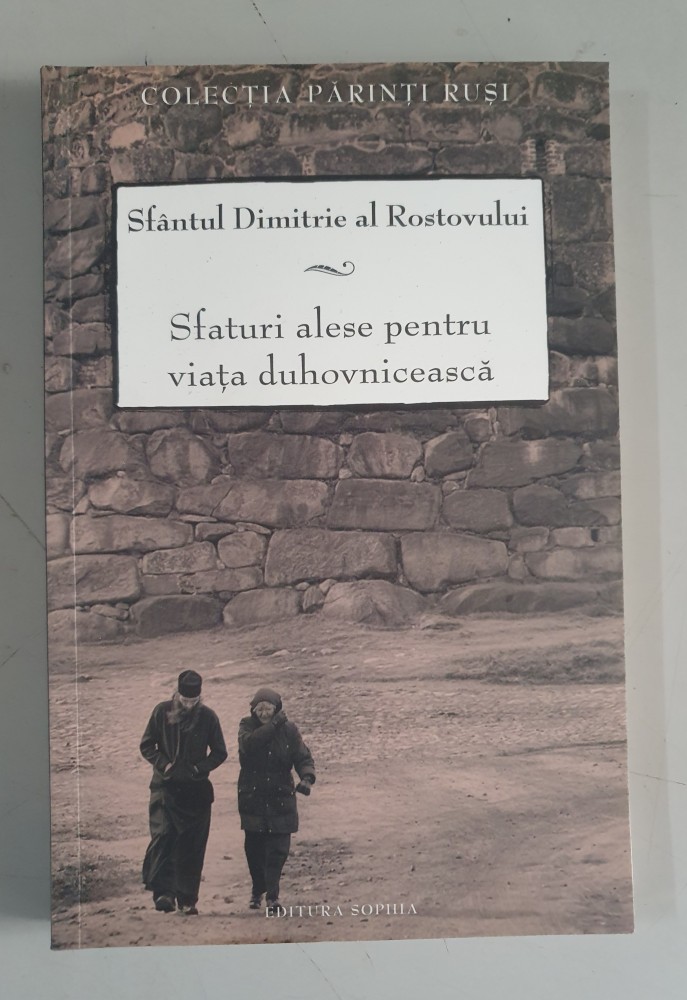 COLECȚIA PĂRINȚI RUȘI
Sfântul Dimitrie al Rostovului
Sfaturi alese pentru
viața duhovnicească
EDITURA SOPHIA